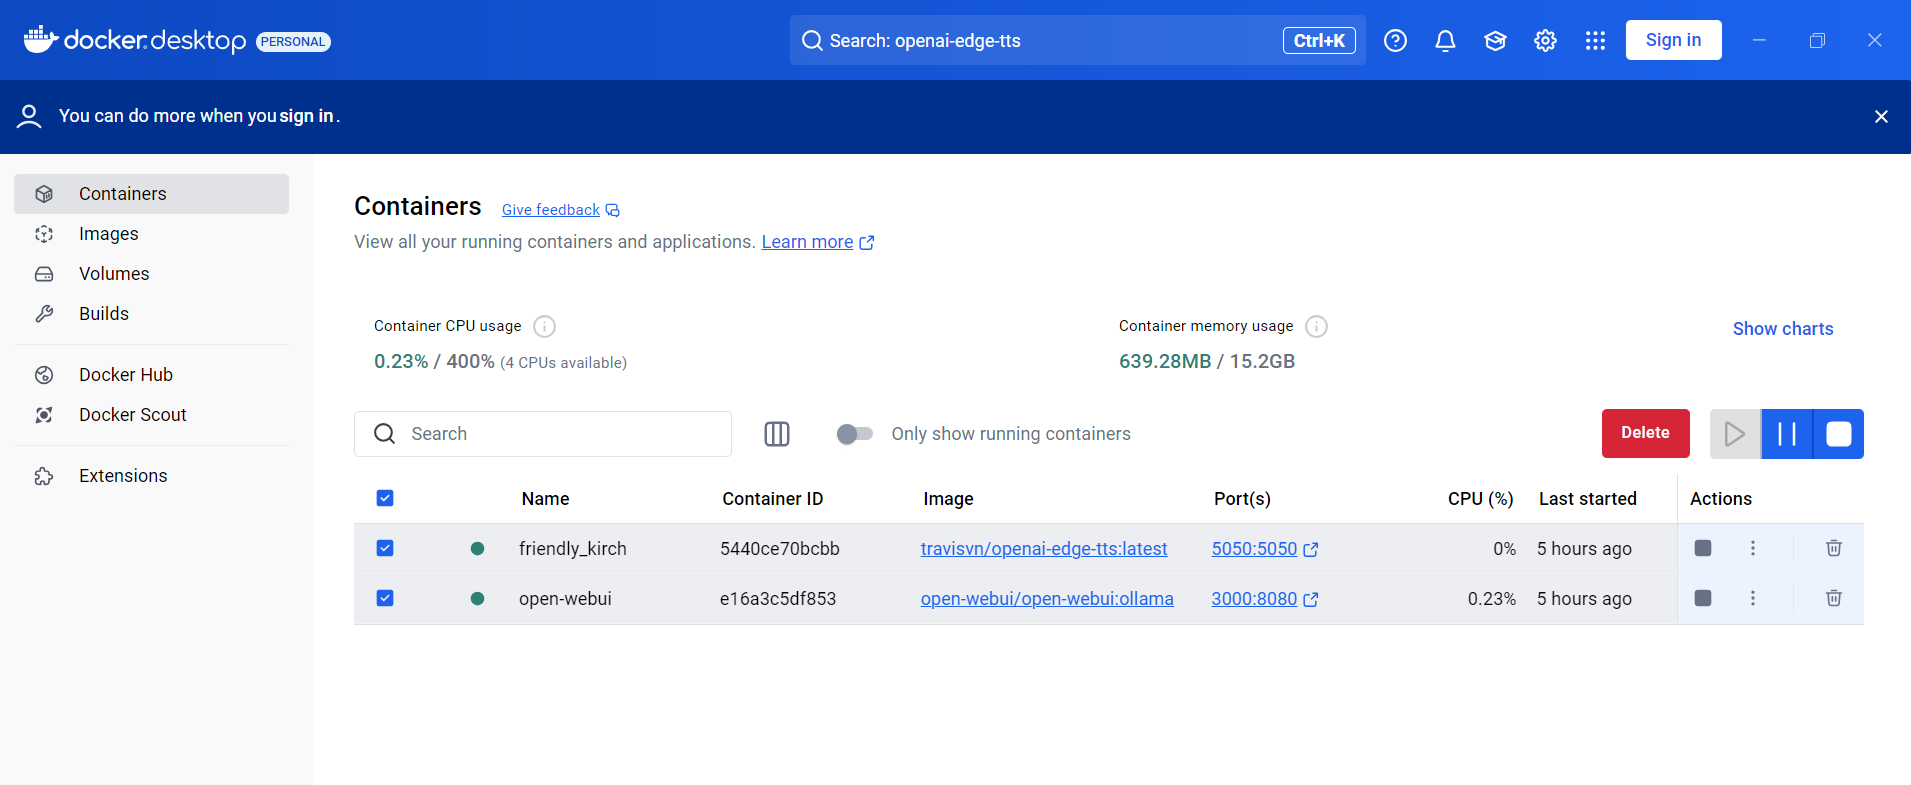 docker.desktop PERSONAL Search: openai-edge-tts Ctrl+K Sign in
You can do more when you sign in.
Containers
Images
Volumes
Builds
Docker Hub
Docker Scout
Extensions
Containers Give feedback
View all your running containers and applications. Learn more
Container CPU usage
0.23% / 400% (4 CPUs available)
Container memory usage
639.28MB / 15.2GB
Show charts
Search Only show running containers Delete
Name Container ID Image Port(s) CPU (%) Last started Actions
friendly_kirch 5440ce70bcbb travisvn/openai-edge-tts:latest 5050:5050 0% 5 hours ago
open-webui e16a3c5df853 open-webui/open-webui:ollama 3000:8080 0.23% 5 hours ago